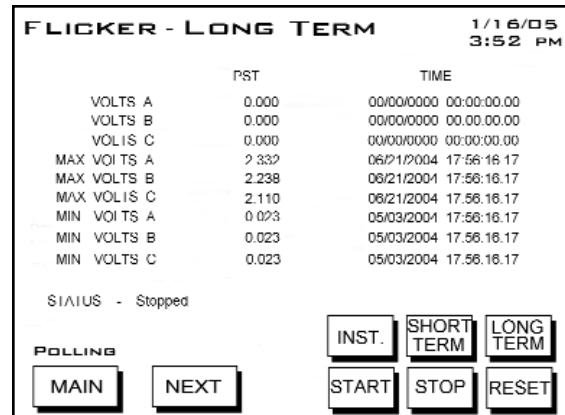 FLICKER - LONG TERM 1/16/05
3:52 PM
PST TIME
VOLTS A 0.000 00/00/0000 00:00:00.00
VOLTS B 0.000 00/00/0000 00.00.00.00
VOLTS C 0.000 00/00/0000 00:00:00.00
MAX VOLTS A 2.332 06/21/2004 17:56:16.17
MAX VOLTS B 2.238 06/21/2004 17:56:16.17
MAX VOLTS C 2.110 06/21/2004 17.56.16.17
MIN VOLTS A 0.023 05/03/2004 17:56:16.17
MIN VOLTS B 0.023 05/03/2004 17.56.16.17
MIN VOLTS C 0.023 05/03/2004 17.56.16.17
STATUS - Stopped
INST. SHORT TERM LONG TERM
POLLING
MAIN NEXT START STOP RESET